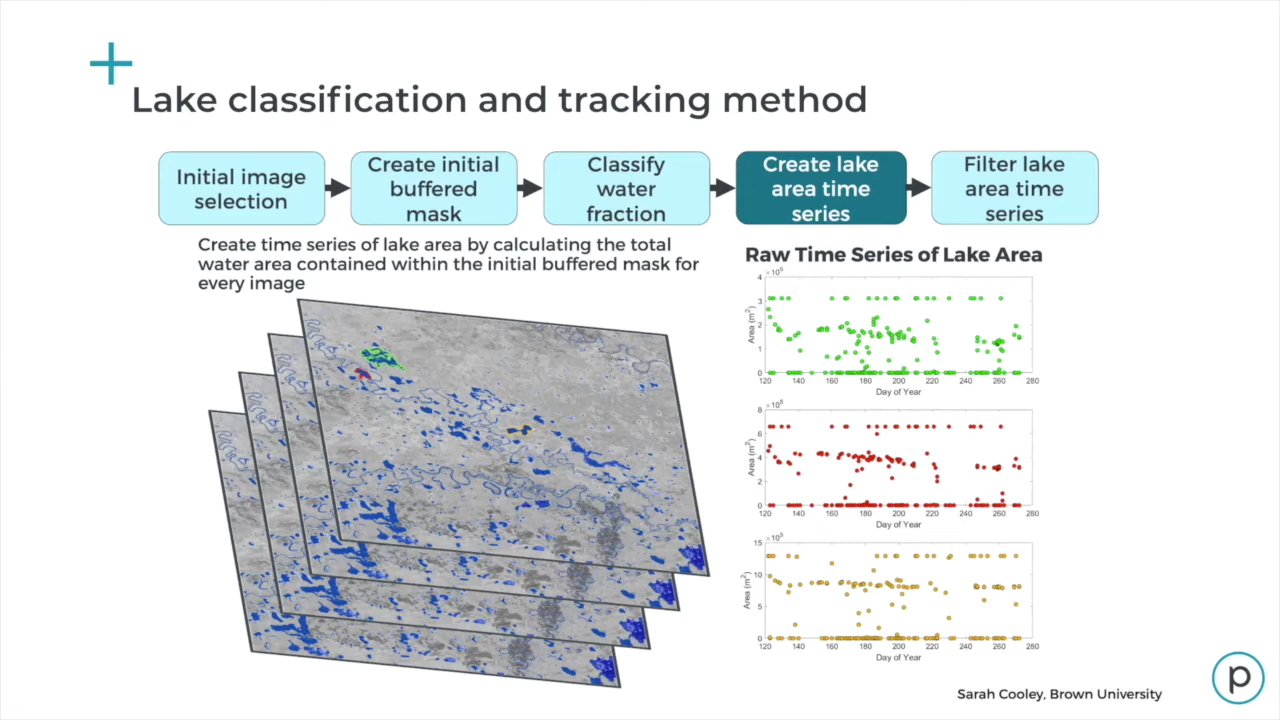 Lake classification and tracking method
Initial image
selection
Create initial
buffered
mask
Classify
water
fraction
Create lake
area time
series
Filter lake
area time
series
Create time series of lake area by calculating the total
water area contained within the initial buffered mask for
every image
Raw Time Series of Lake Area
×10⁶
4
3
2
1
0
Area (m²)
120 140 160 180 200 220 240 260 280
Day of Year
×10⁵
8
6
4
2
0
Area (m²)
120 140 160 180 200 220 240 260 280
Day of Year
×10⁵
15
10
5
0
Area (m²)
120 140 160 180 200 220 240 260 280
Day of Year
Sarah Cooley, Brown University
p